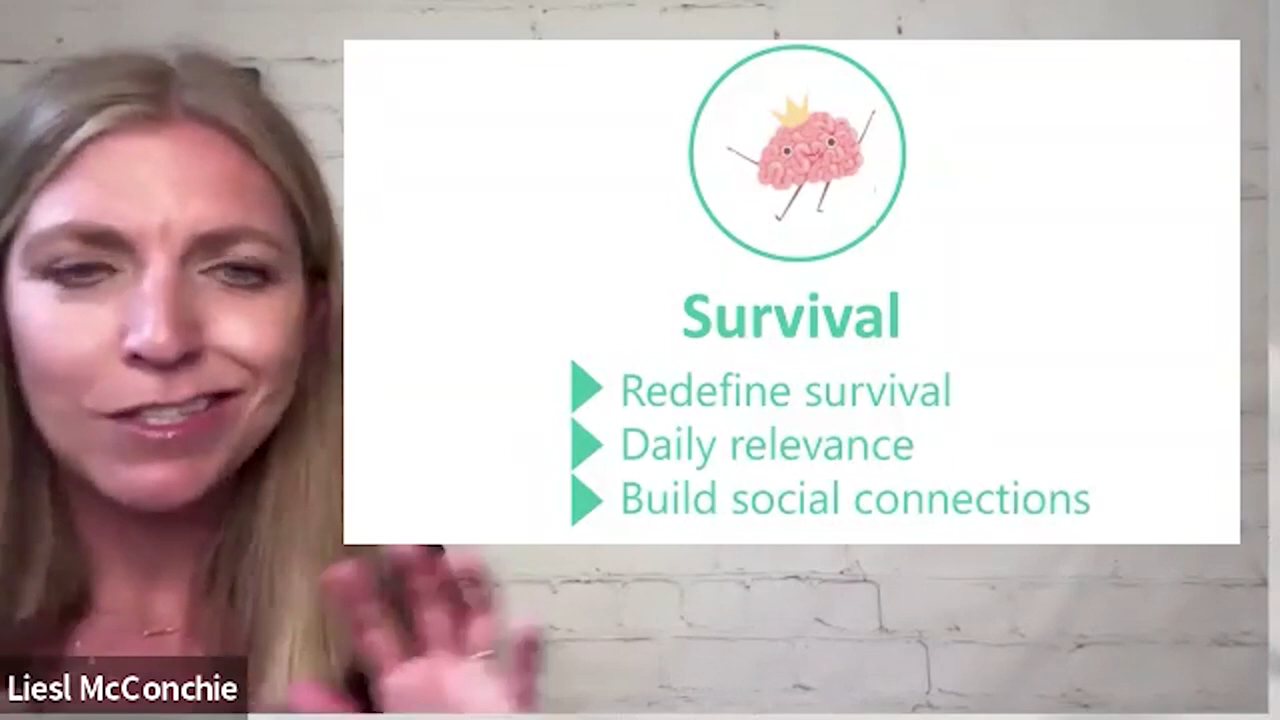 Survival
Redefine survival
Daily relevance
Build social connections
Liesl McConchie